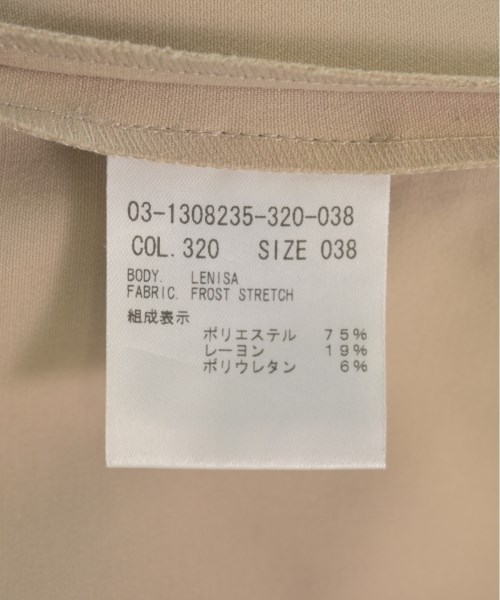 03-1308235-320-038
COL. 320 SIZE 038
BODY. LENISA
FABRIC. FROST STRETCH
組成表示
ポリエステル 75%
レーヨン 19%
ポリウレタン 6%